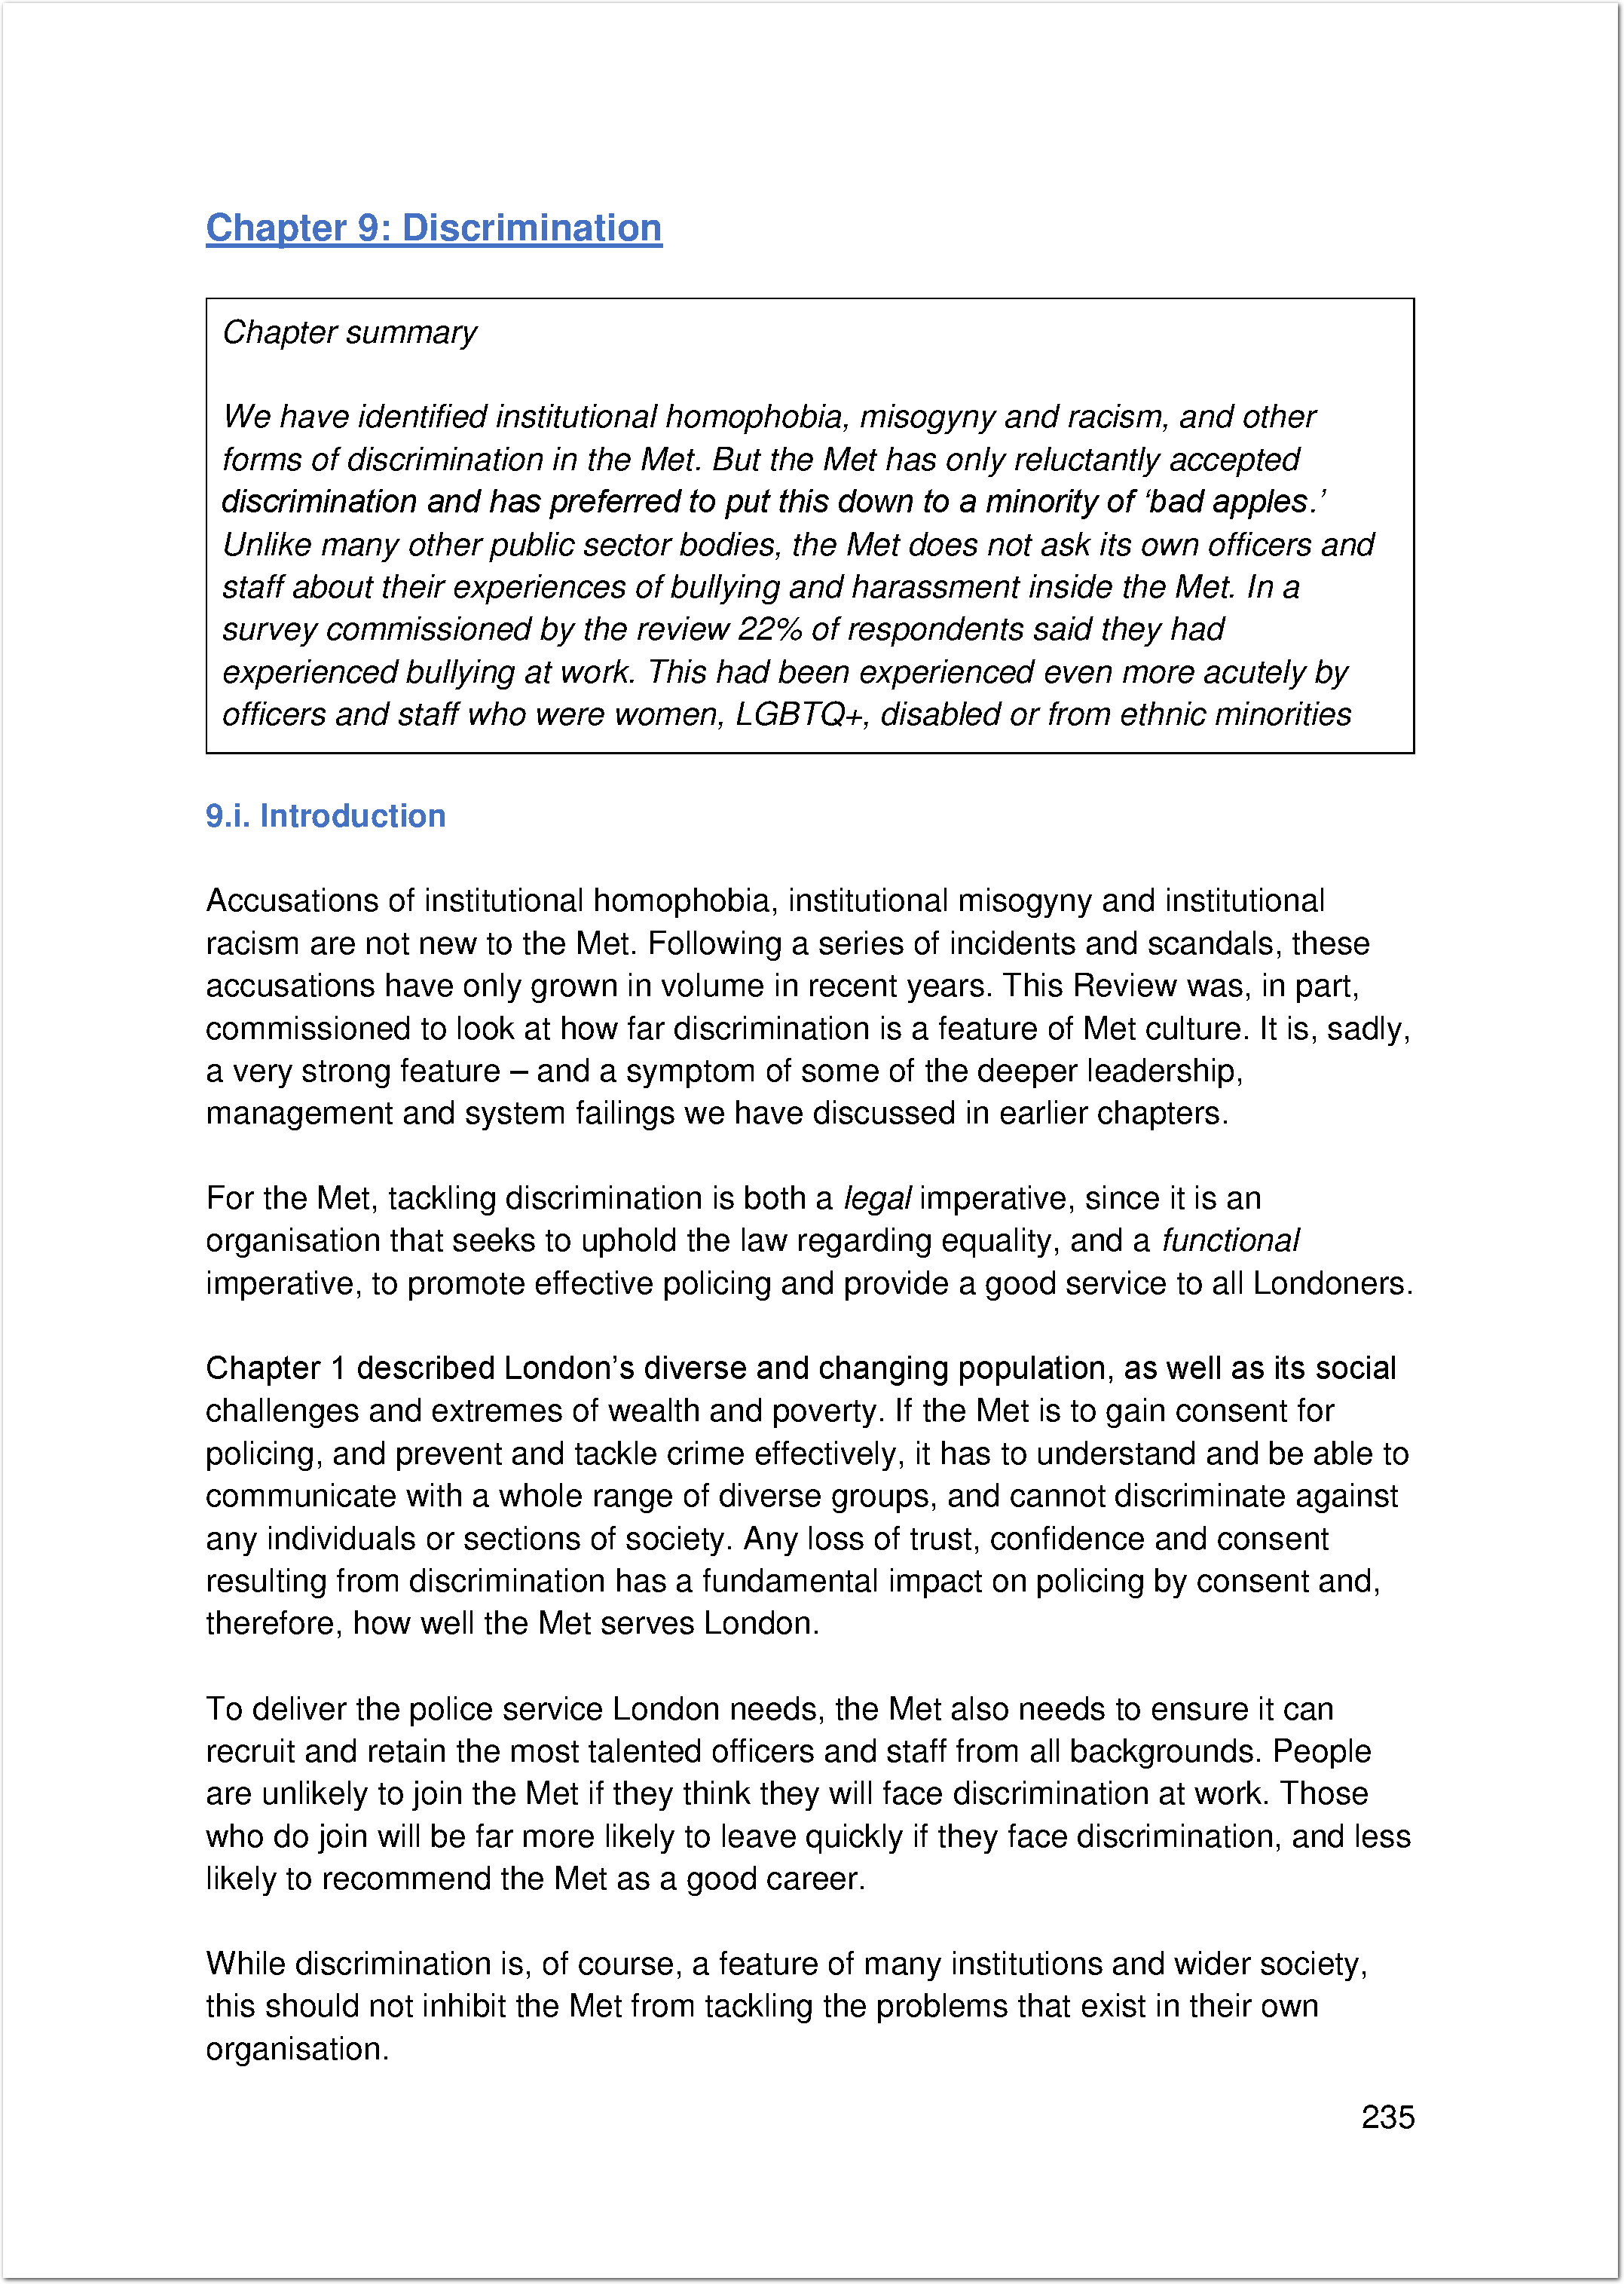 Chapter 9: Discrimination
Chapter summary
We have identified institutional homophobia, misogyny and racism, and other
forms of discrimination in the Met. But the Met has only reluctantly accepted
discrimination and has preferred to put this down to a minority of ‘bad apples.’
Unlike many other public sector bodies, the Met does not ask its own officers and
staff about their experiences of bullying and harassment inside the Met. In a
survey commissioned by the review 22% of respondents said they had
experienced bullying at work. This had been experienced even more acutely by
officers and staff who were women, LGBTQ+, disabled or from ethnic minorities
9.i. Introduction
Accusations of institutional homophobia, institutional misogyny and institutional
racism are not new to the Met. Following a series of incidents and scandals, these
accusations have only grown in volume in recent years. This Review was, in part,
commissioned to look at how far discrimination is a feature of Met culture. It is, sadly,
a very strong feature – and a symptom of some of the deeper leadership,
management and system failings we have discussed in earlier chapters.
For the Met, tackling discrimination is both a legal imperative, since it is an
organisation that seeks to uphold the law regarding equality, and a functional
imperative, to promote effective policing and provide a good service to all Londoners.
Chapter 1 described London’s diverse and changing population, as well as its social
challenges and extremes of wealth and poverty. If the Met is to gain consent for
policing, and prevent and tackle crime effectively, it has to understand and be able to
communicate with a whole range of diverse groups, and cannot discriminate against
any individuals or sections of society. Any loss of trust, confidence and consent
resulting from discrimination has a fundamental impact on policing by consent and,
therefore, how well the Met serves London.
To deliver the police service London needs, the Met also needs to ensure it can
recruit and retain the most talented officers and staff from all backgrounds. People
are unlikely to join the Met if they think they will face discrimination at work. Those
who do join will be far more likely to leave quickly if they face discrimination, and less
likely to recommend the Met as a good career.
While discrimination is, of course, a feature of many institutions and wider society,
this should not inhibit the Met from tackling the problems that exist in their own
organisation.
235